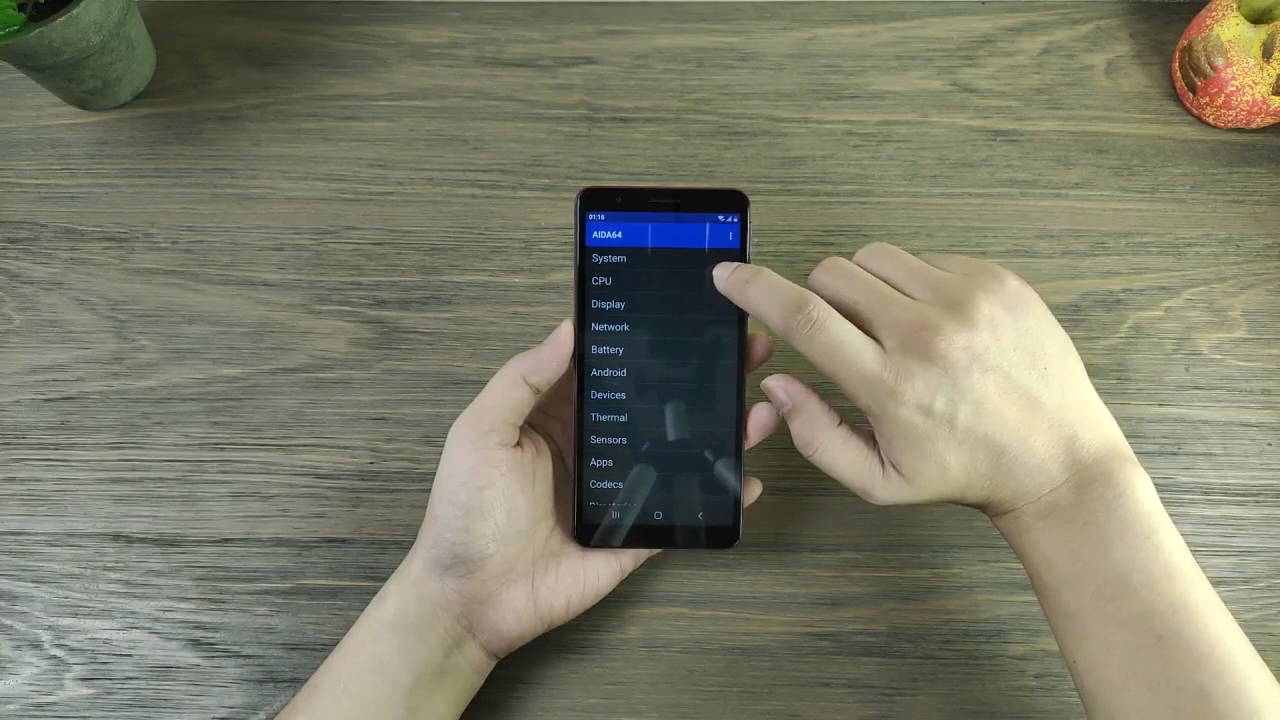 01:16
AIDA64
System
CPU
Display
Network
Battery
Android
Devices
Thermal
Sensors
Apps
Codecs